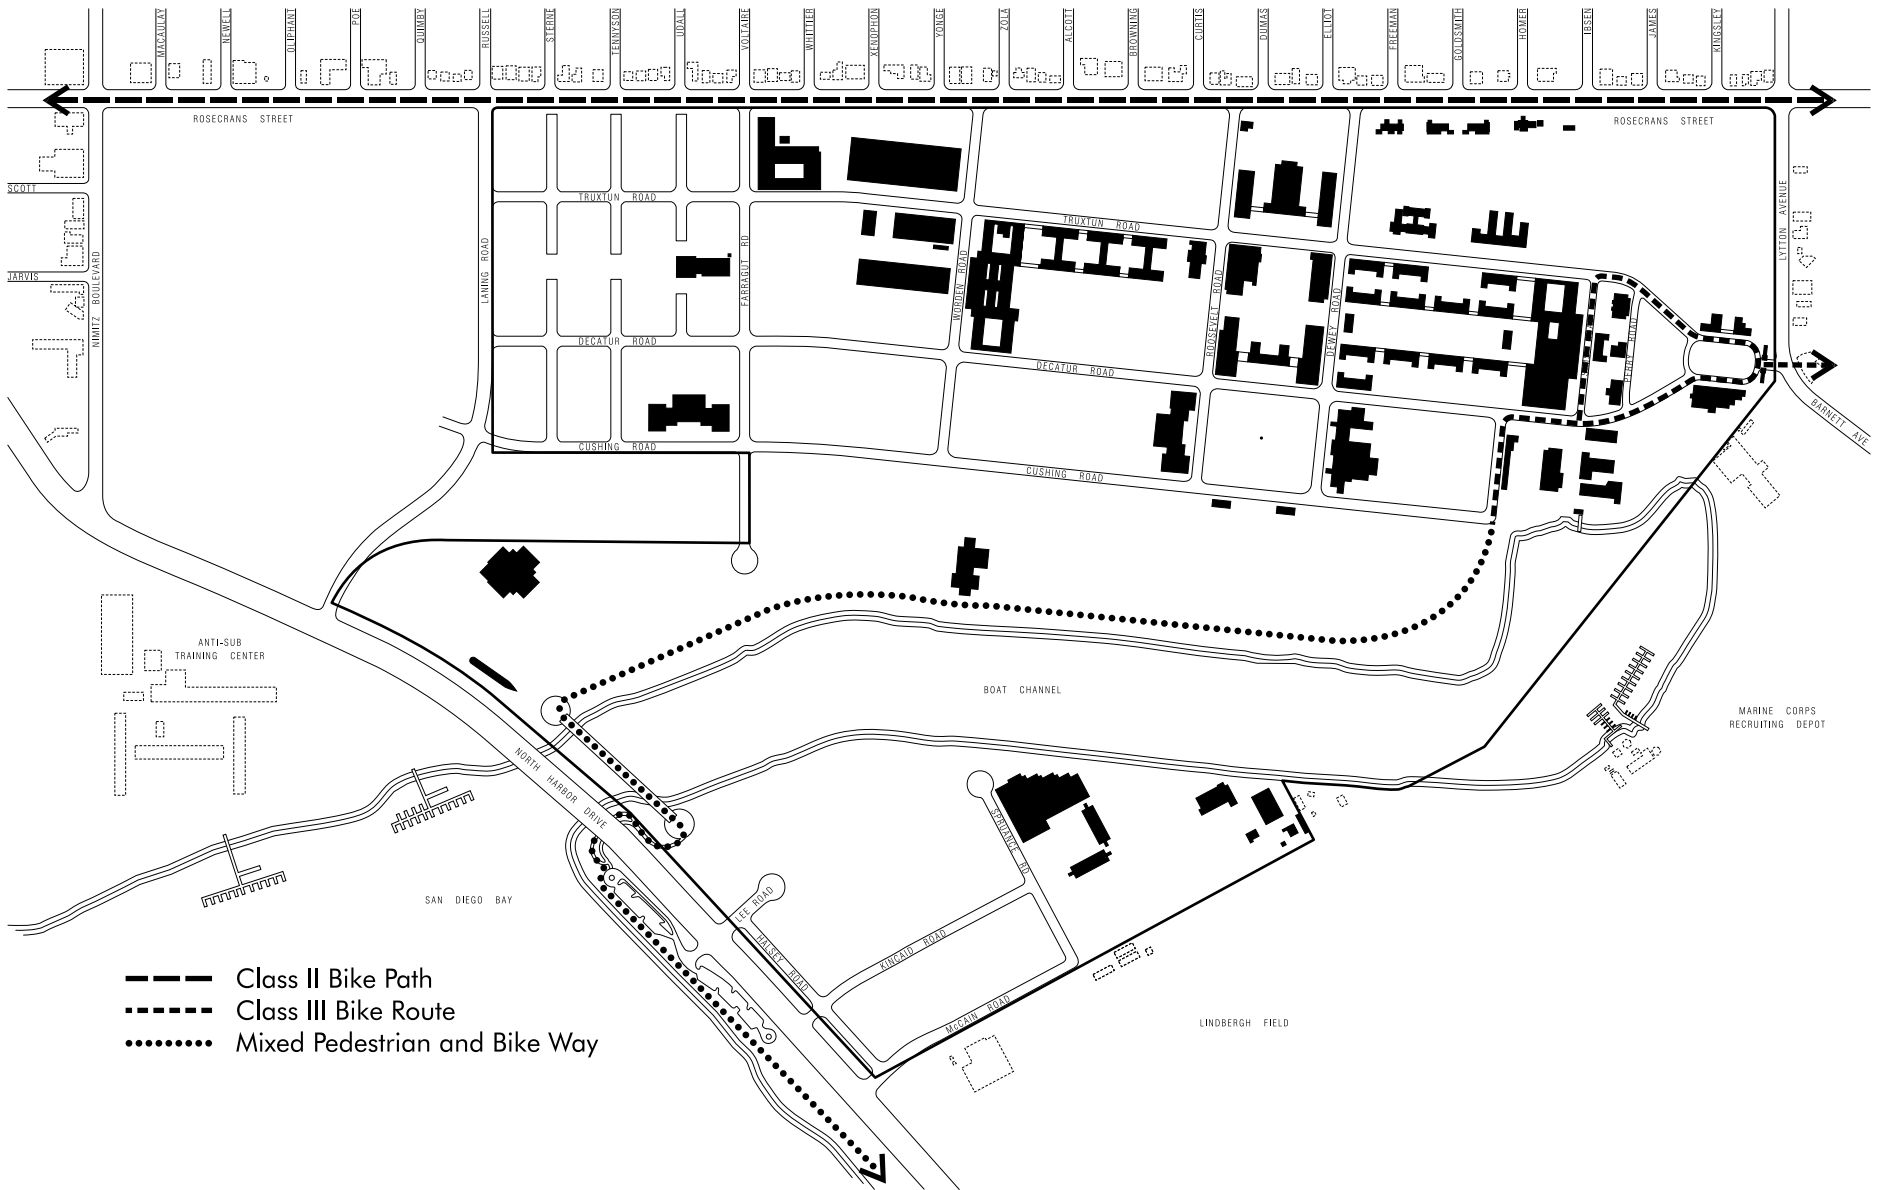 MACAULAY
NEWELL
OLIPHANT
POE
QUIMBY
RUSSELL
STERNE
TENNYSON
UDALL
VOLTAIRE
WHITTIER
XENOPHON
YONGE
ZOLA
ALCOTT
BROWNING
CURTIS
DUMAS
ELLIOT
FREEMAN
GOLDSMITH
HOMER
IBSEN
JAMES
KINGSLEY
ROSECRANS STREET
ROSECRANS STREET
SCOTT
JARVIS
NIMITZ BOULEVARD
LANING ROAD
TRUXTUN ROAD
FARRAGUT RD
TRUXTUN ROAD
WORDEN ROAD
ROOSEVELT ROAD
DEWEY ROAD
PERRY ROAD
LYTTON AVENUE
BARNETT AVE
DECATUR ROAD
DECATUR ROAD
CUSHING ROAD
CUSHING ROAD
ANTI-SUB
TRAINING CENTER
BOAT CHANNEL
MARINE CORPS
RECRUITING DEPOT
NORTH HARBOR DRIVE
SPRUANCE RD
SAN DIEGO BAY
LEE ROAD
HALSEY ROAD
KINCAID ROAD
McCAIN ROAD
LINDBERGH FIELD
Class II Bike Path
Class III Bike Route
Mixed Pedestrian and Bike Way